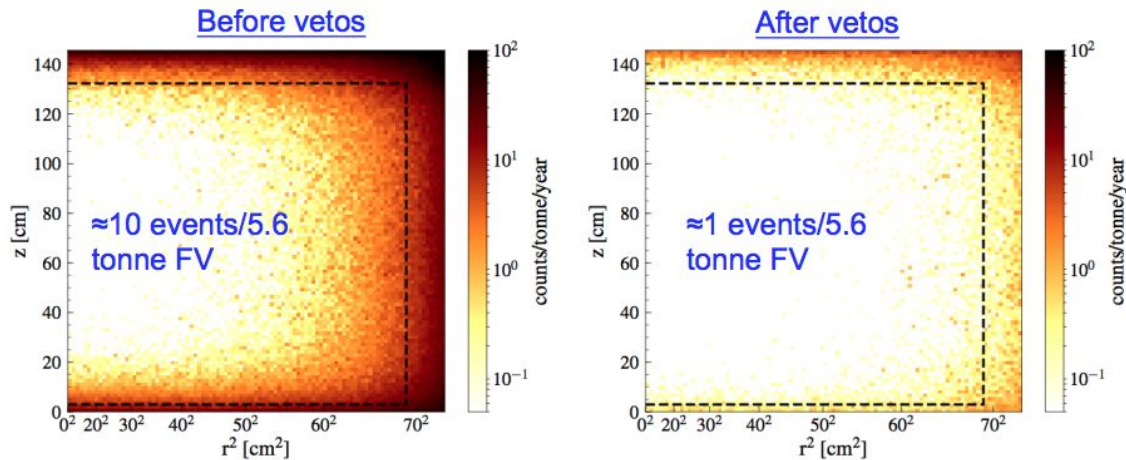 Before vetos
After vetos
140
120
100
80
60
40
20
0
z [cm]
≈10 events/5.6
tonne FV
0² 20² 30² 40² 50² 60² 70²
r² [cm²]
10²
10¹
10⁰
10⁻¹
counts/tonne/year
140
120
100
80
60
40
20
0
z [cm]
≈1 events/5.6
tonne FV
0² 20² 30² 40² 50² 60² 70²
r² [cm²]
10²
10¹
10⁰
10⁻¹
counts/tonne/year